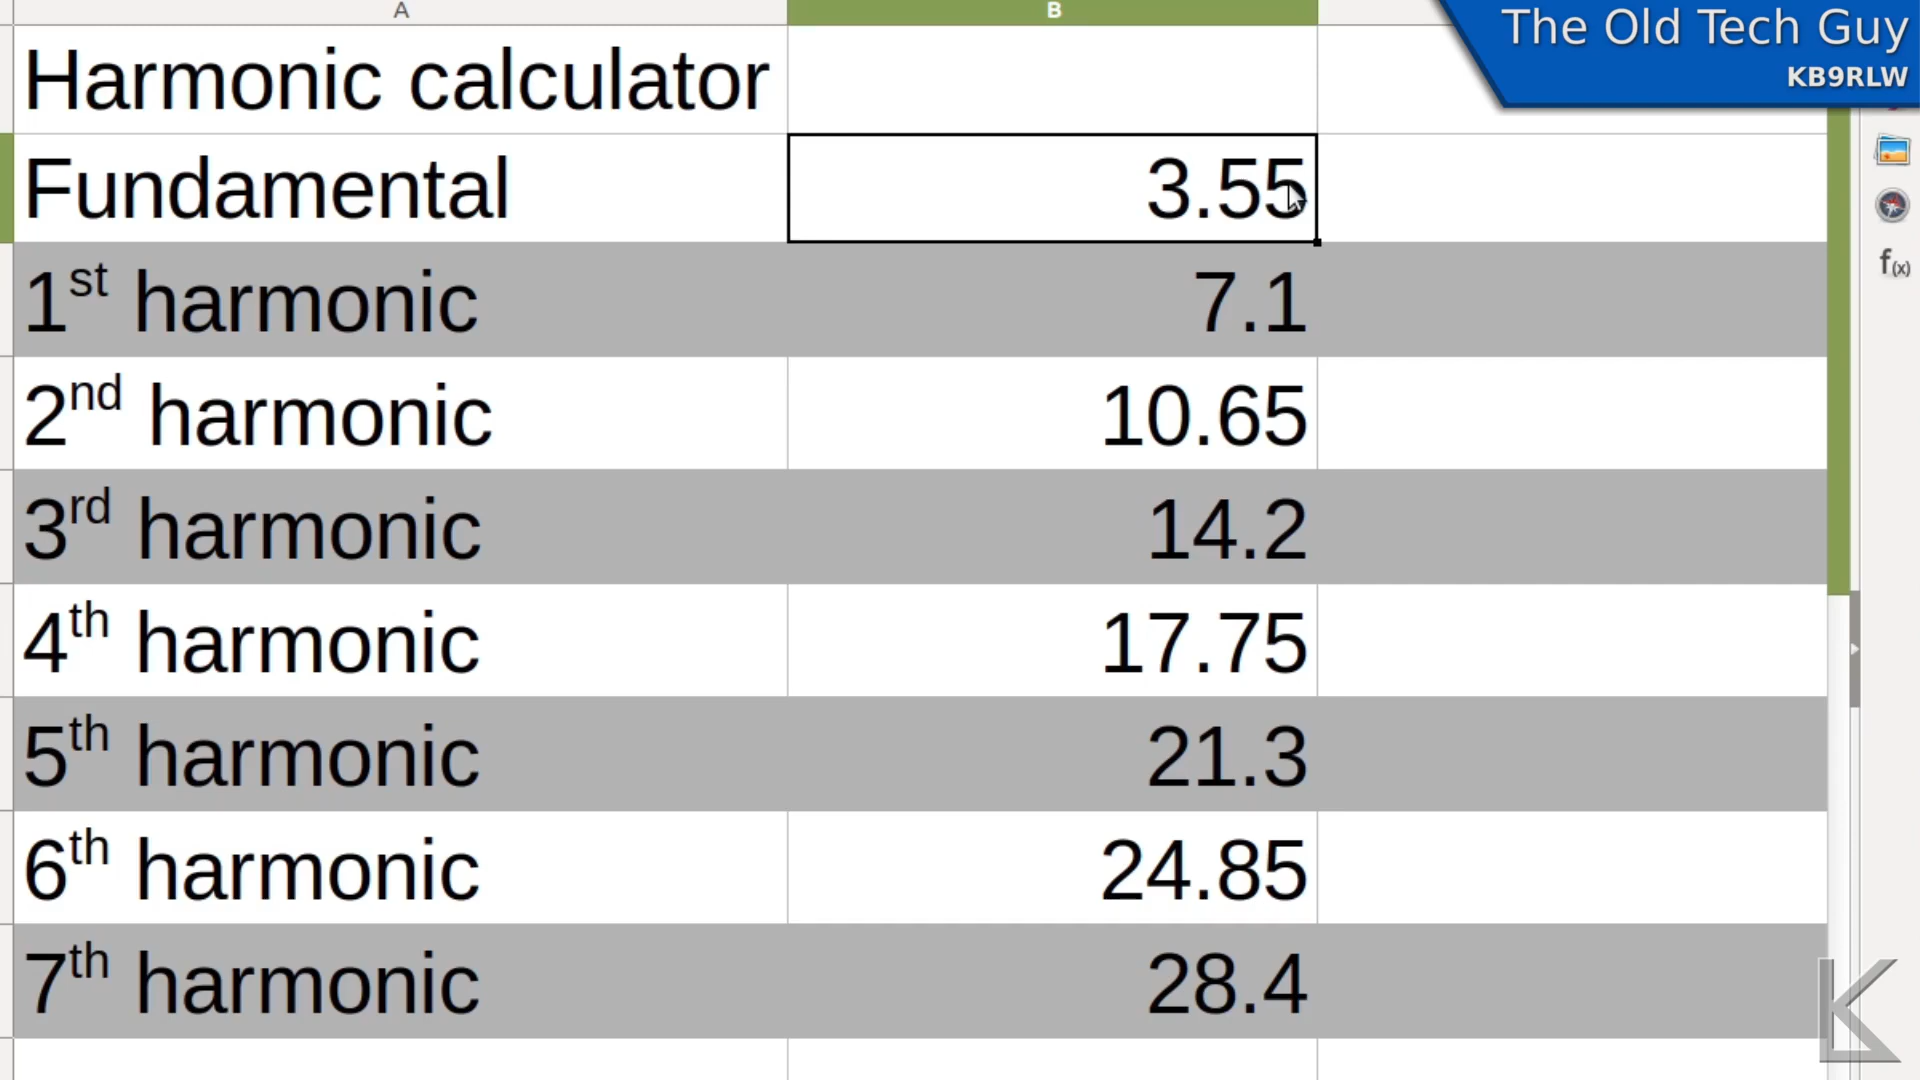 A B
The Old Tech Guy
KB9RLW
Harmonic calculator
Fundamental 3.55
1st harmonic 7.1
2nd harmonic 10.65
3rd harmonic 14.2
4th harmonic 17.75
5th harmonic 21.3
6th harmonic 24.85
7th harmonic 28.4
f(x)
K